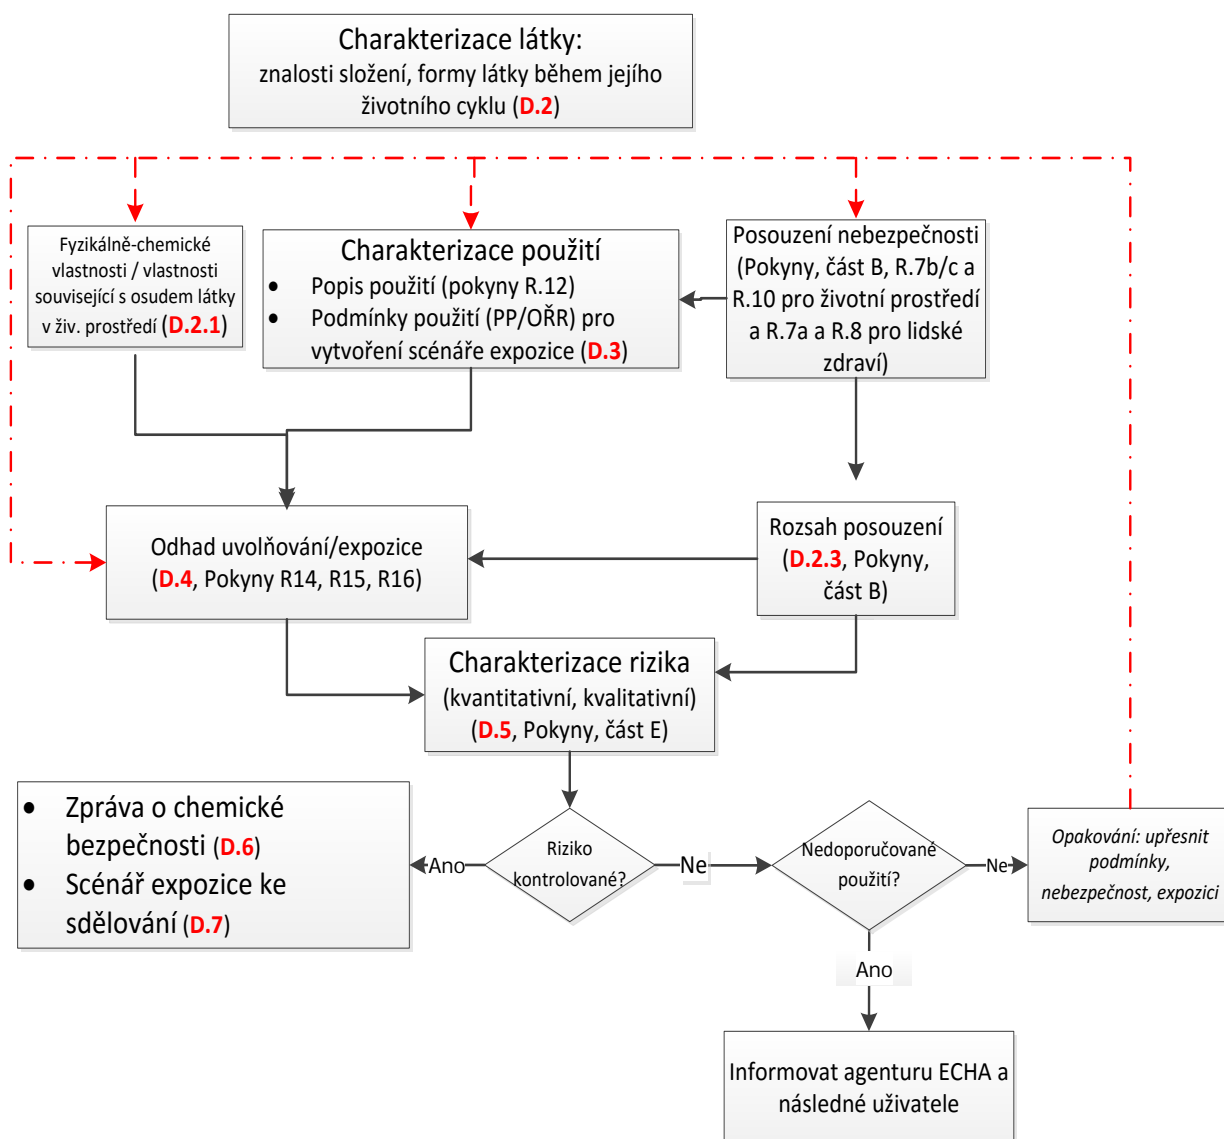 Charakterizace látky:
znalosti složení, formy látky během jejího
životního cyklu (D.2)
Fyzikálně-chemické
vlastnosti / vlastnosti
související s osudem látky
v živ. prostředí (D.2.1)
Charakterizace použití
• Popis použití (pokyny R.12)
• Podmínky použití (PP/OŘR) pro
vytvoření scénáře expozice (D.3)
Posouzení nebezpečnosti
(Pokyny, část B, R.7b/c a
R.10 pro životní prostředí
a R.7a a R.8 pro lidské
zdraví)
Odhad uvolňování/expozice
(D.4, Pokyny R14, R15, R16)
Rozsah posouzení
(D.2.3, Pokyny,
část B)
Charakterizace rizika
(kvantitativní, kvalitativní)
(D.5, Pokyny, část E)
• Zpráva o chemické
bezpečnosti (D.6)
• Scénář expozice ke
sdělování (D.7)
Ano
Riziko
kontrolované?
Ne
Nedoporučované
použití?
Ne
Opakování: upřesnit
podmínky,
nebezpečnost, expozici
Ano
Informovat agenturu ECHA a
následné uživatele